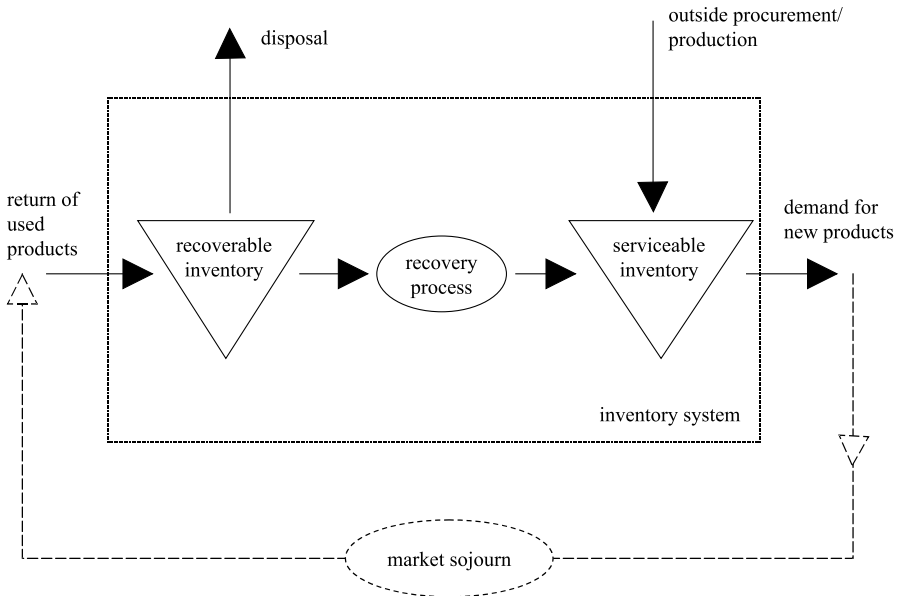 disposal
outside procurement/
production
return of
used
products
recoverable
inventory
recovery
process
serviceable
inventory
demand for
new products
inventory system
market sojourn